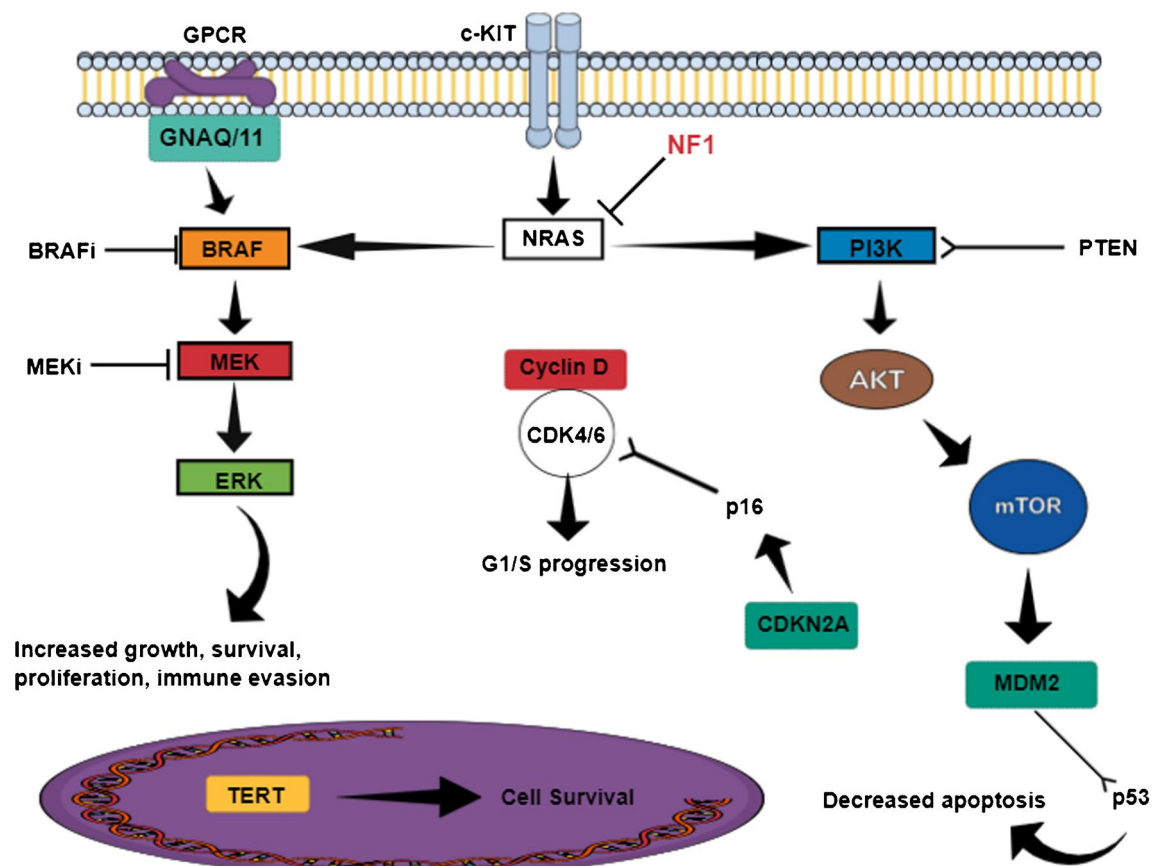 GPCR
c-KIT
GNAQ/11
NF1
BRAFi
BRAF
NRAS
PI3K
PTEN
MEKi
MEK
Cyclin D
AKT
CDK4/6
ERK
p16
mTOR
G1/S progression
CDKN2A
Increased growth, survival,
proliferation, immune evasion
MDM2
TERT
Cell Survival
Decreased apoptosis
p53